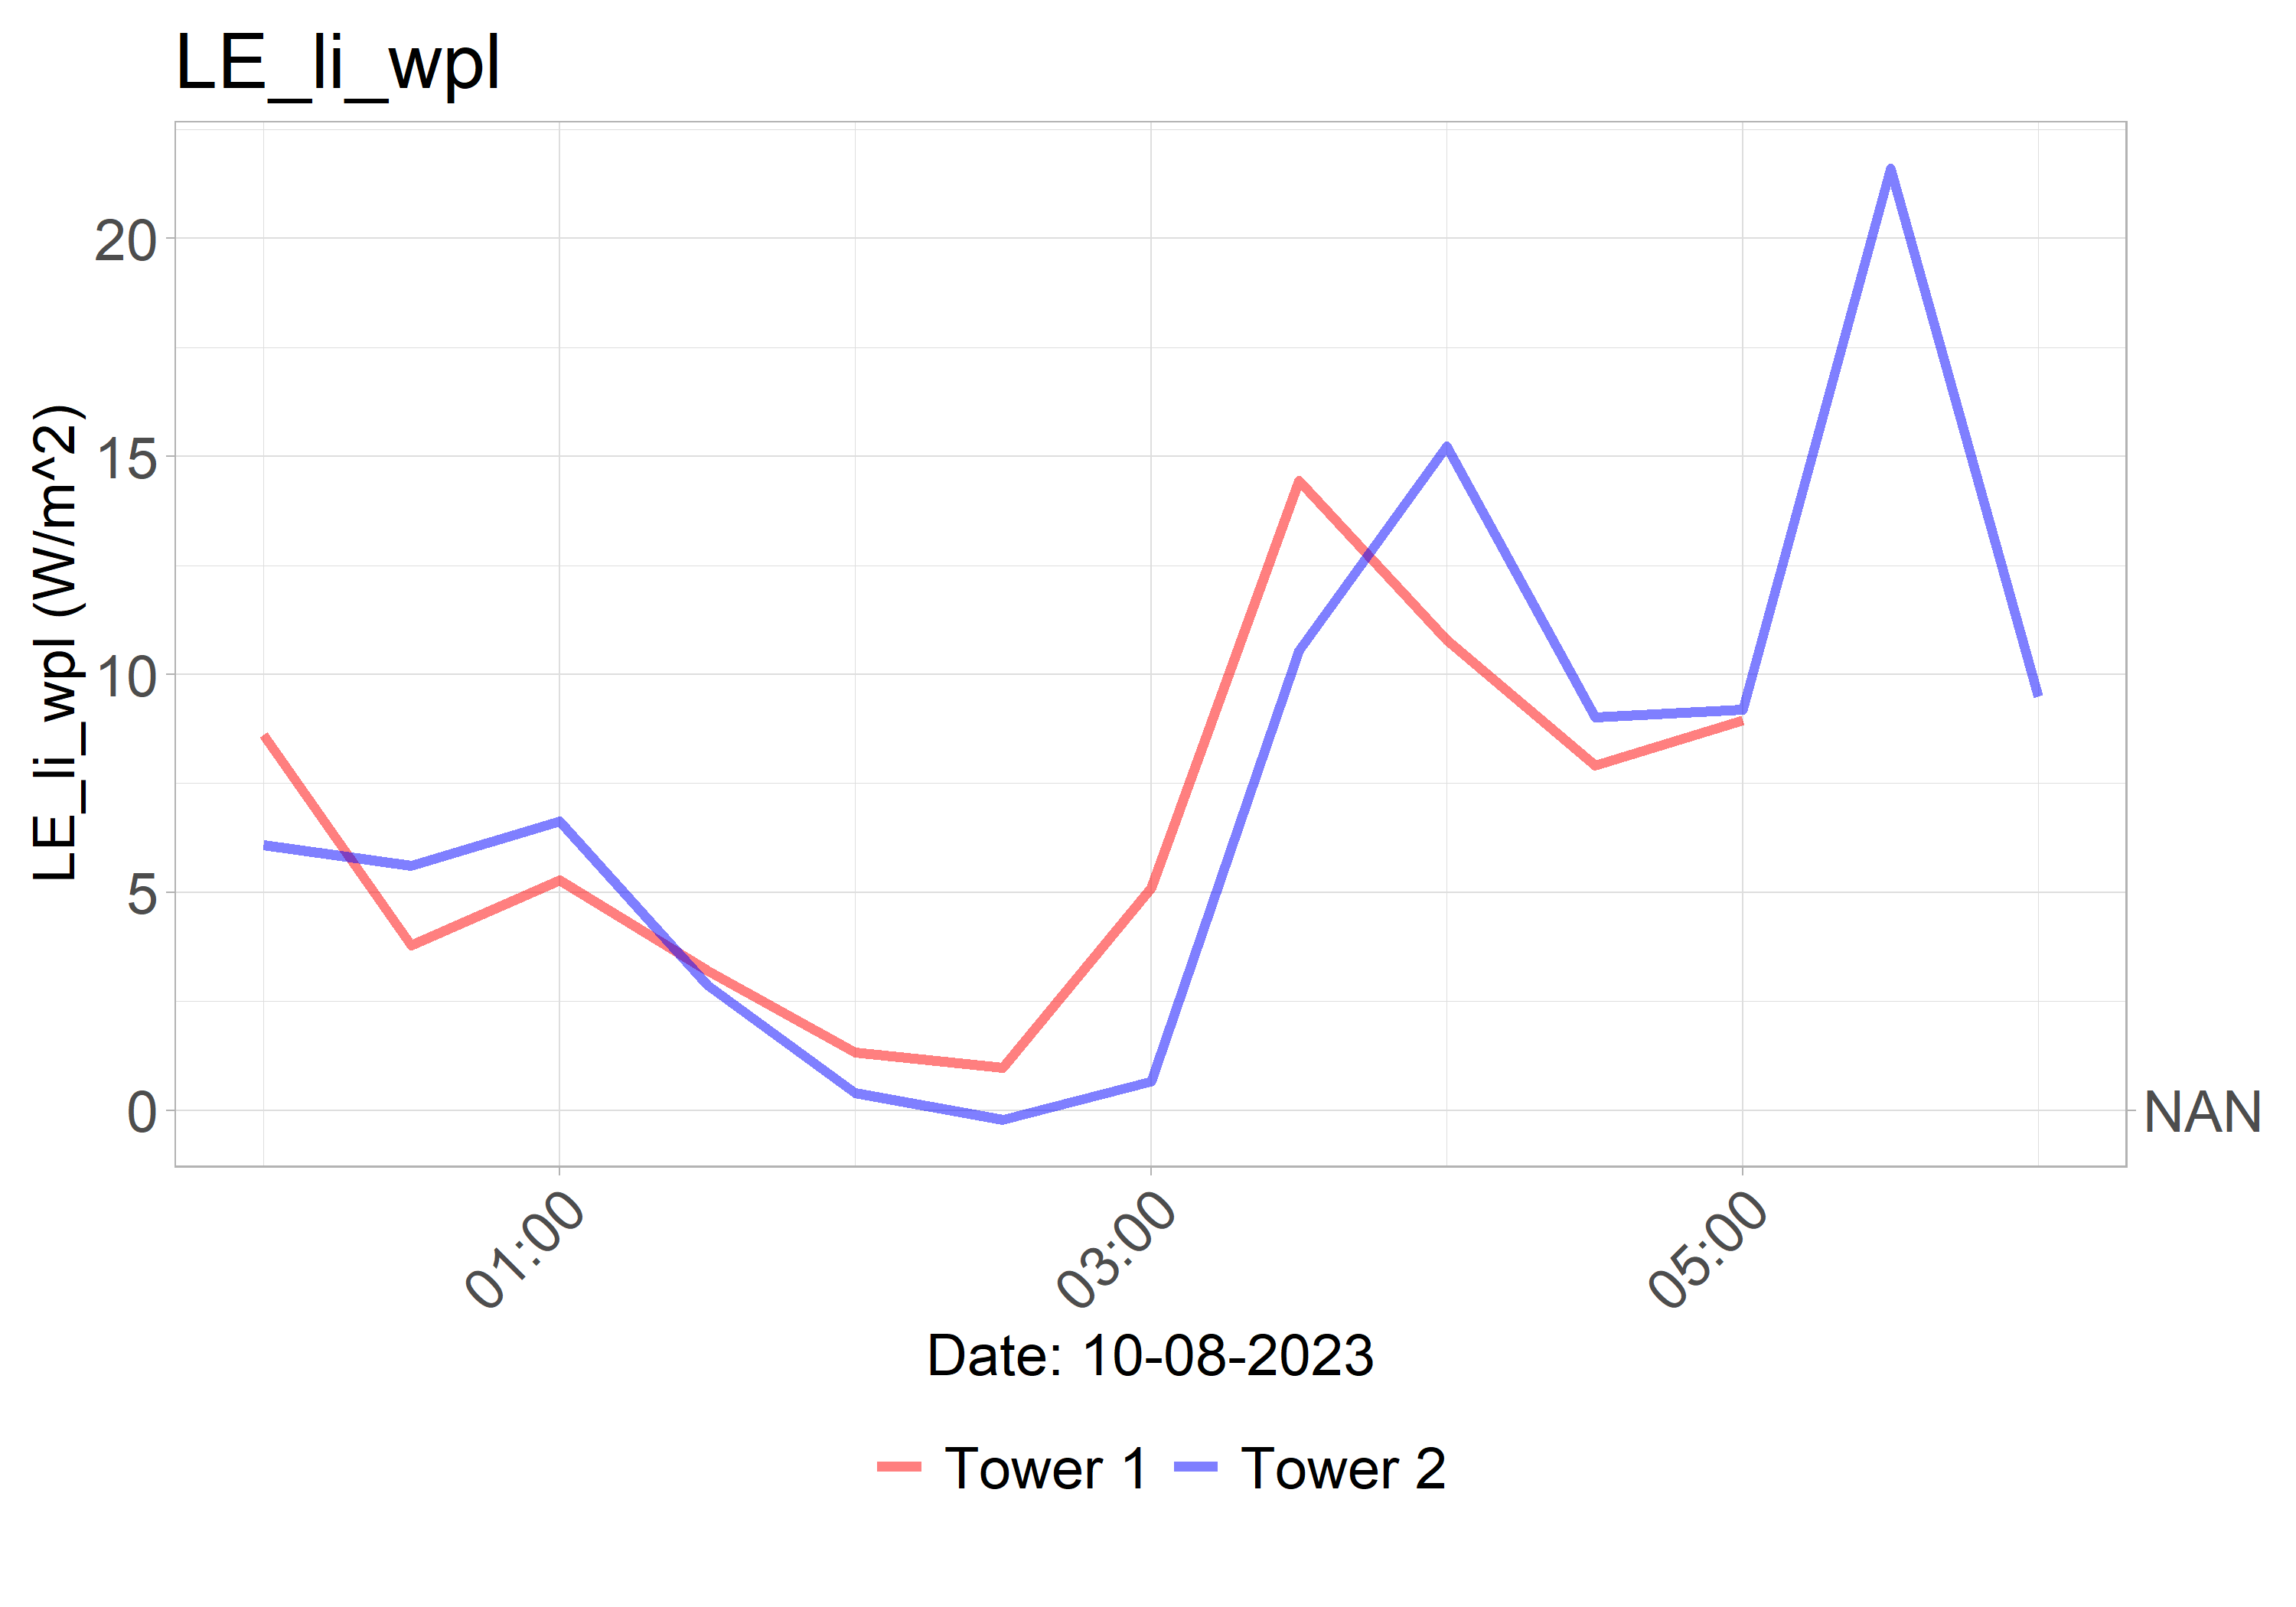 LE_li_wpl
LE_li_wpl (W/m^2)
20
15
10
5
0
NAN
01:00
03:00
05:00
Date: 10-08-2023
Tower 1
Tower 2